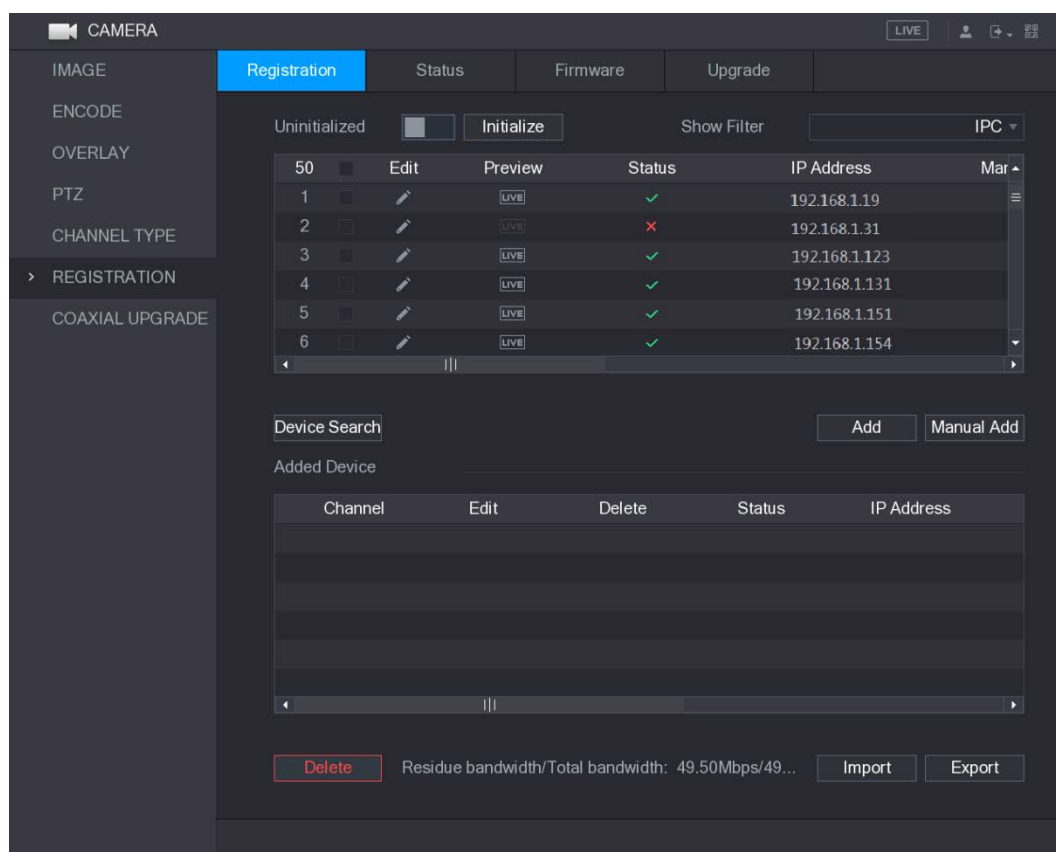 CAMERA LIVE
IMAGE
ENCODE
OVERLAY
PTZ
CHANNEL TYPE
REGISTRATION
COAXIAL UPGRADE
Registration Status Firmware Upgrade
Uninitialized Initialize Show Filter IPC
50 Edit Preview Status IP Address Mar
1 LIVE 192.168.1.19
2 LIVE 192.168.1.31
3 LIVE 192.168.1.123
4 LIVE 192.168.1.131
5 LIVE 192.168.1.151
6 LIVE 192.168.1.154
Device Search Add Manual Add
Added Device
Channel Edit Delete Status IP Address
Delete Residue bandwidth/Total bandwidth: 49.50Mbps/49... Import Export